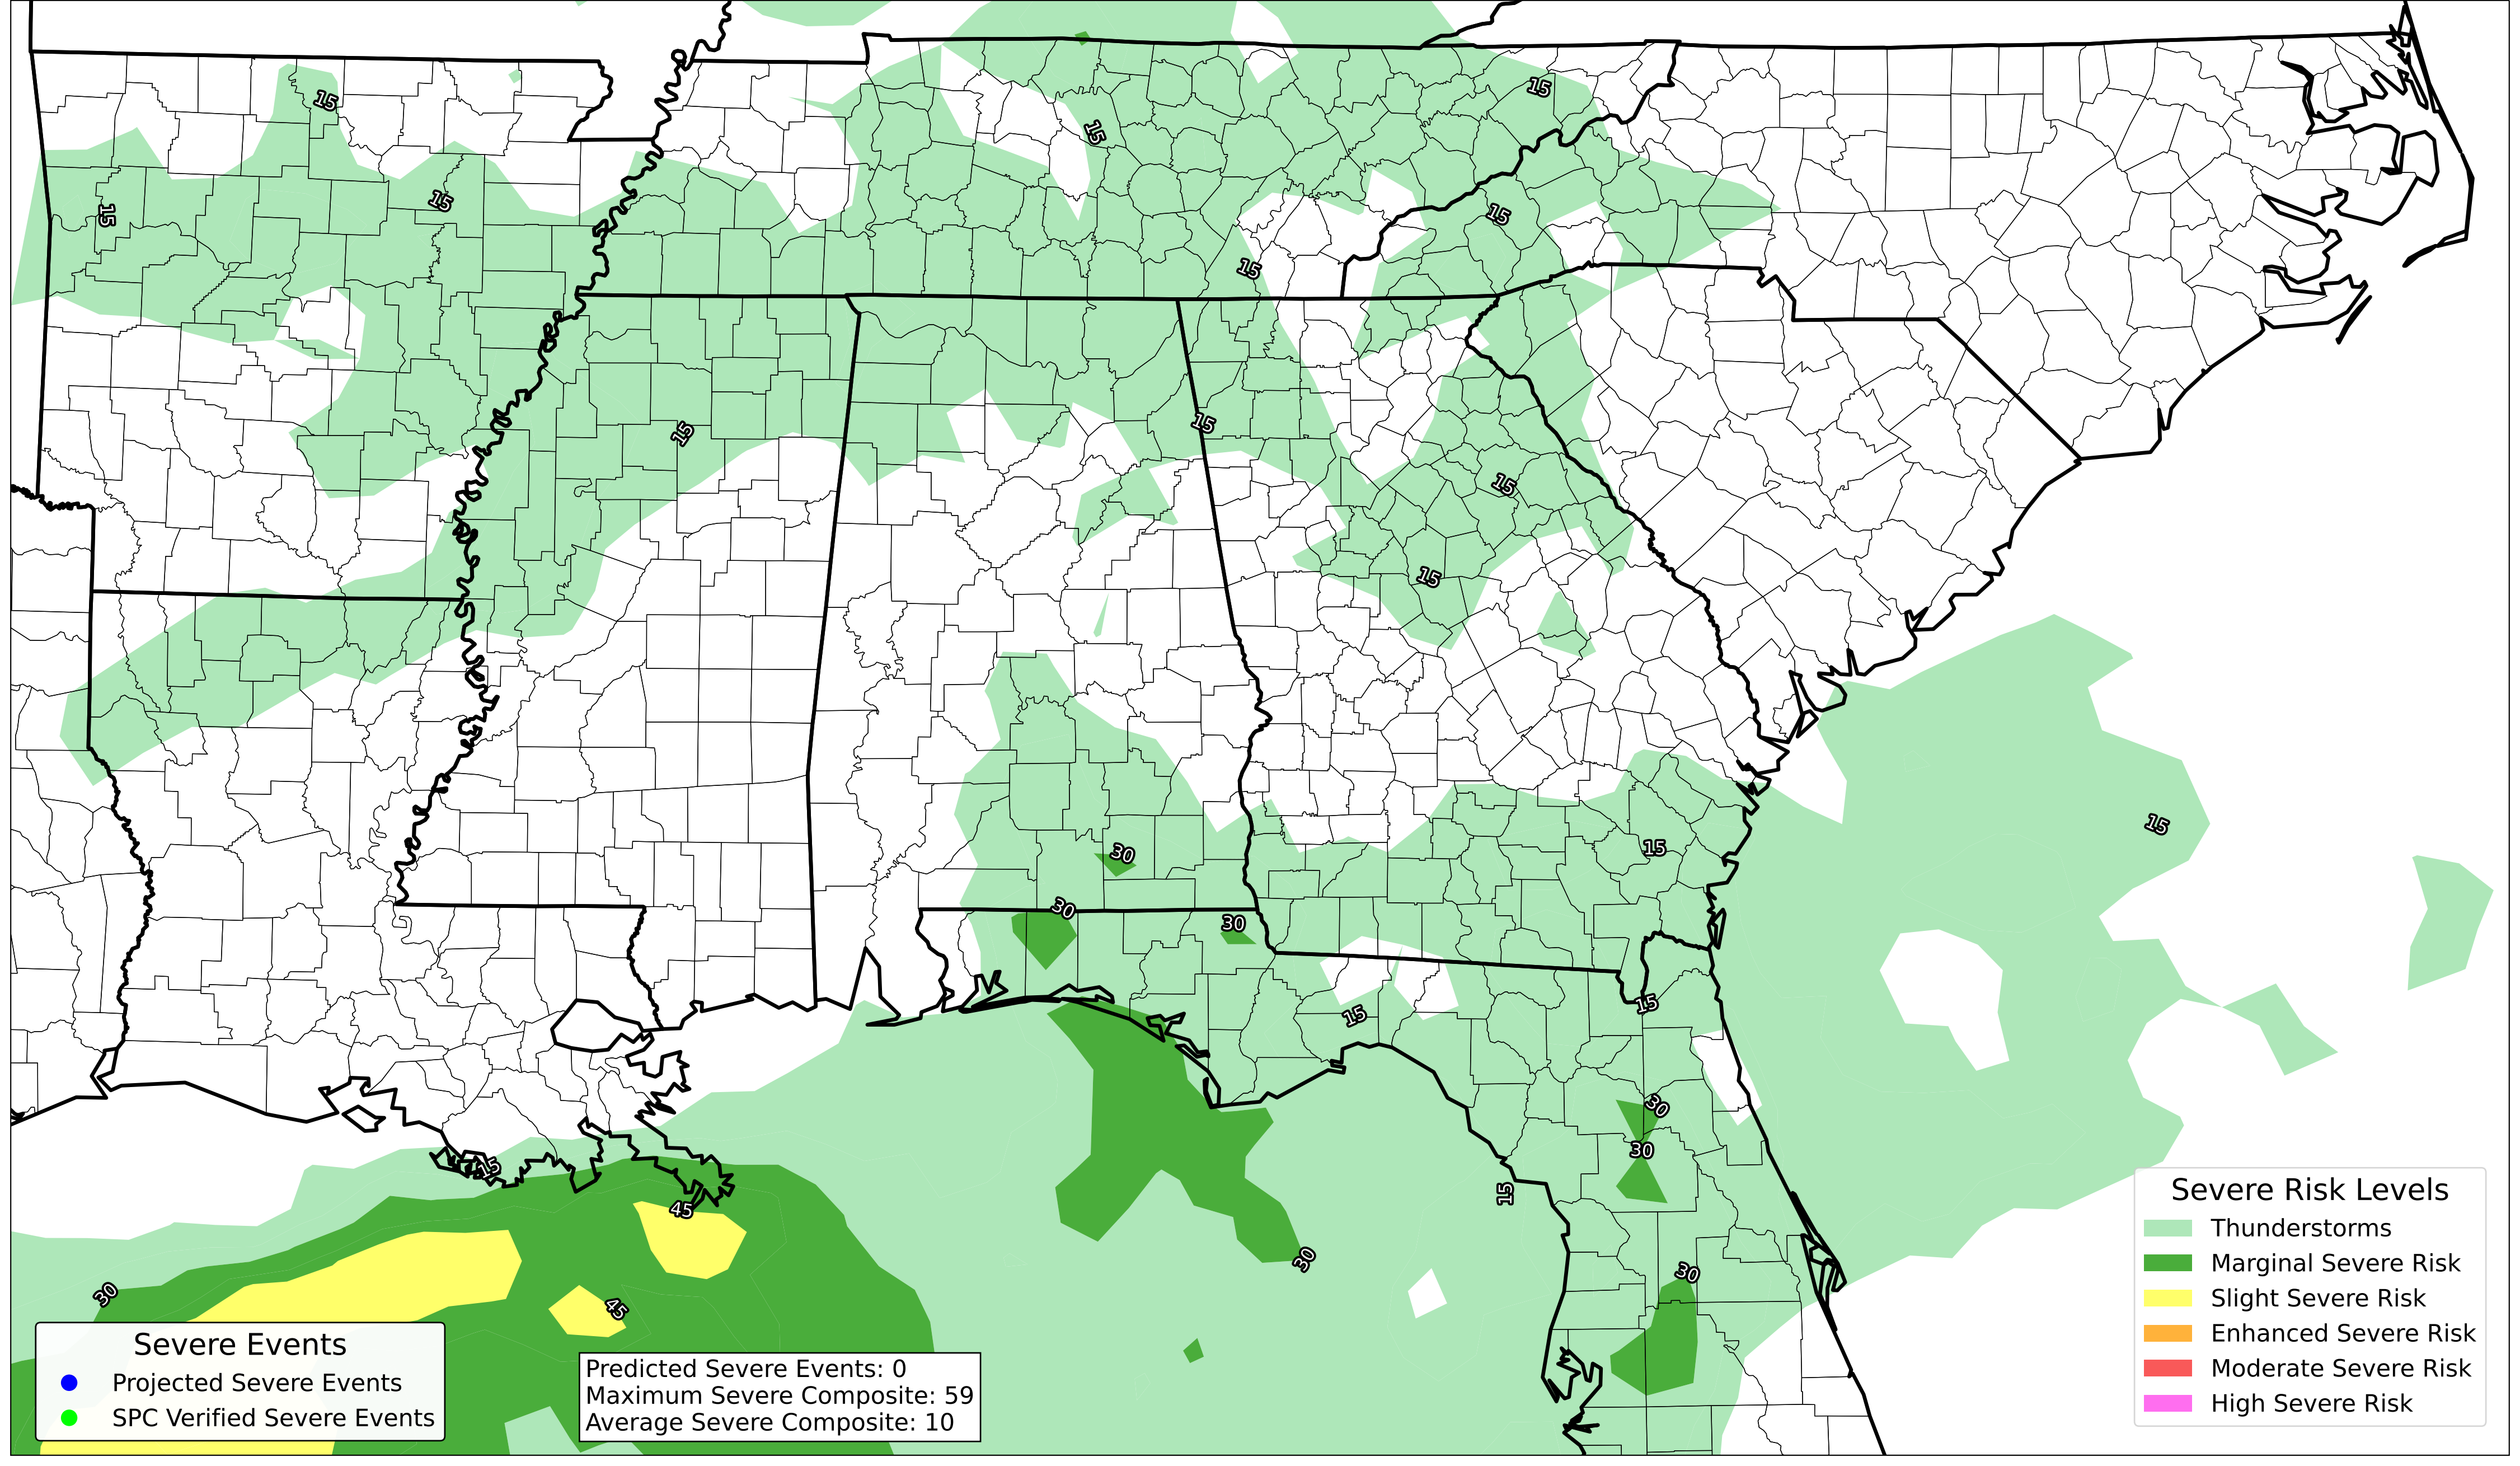 15
15
15
15
15
15
15
15
15
15
15
15
15
30
15
30
30
15
15
15
30
30
15
15
45
30
30
30
45
Severe Events
Projected Severe Events
SPC Verified Severe Events
Predicted Severe Events: 0
Maximum Severe Composite: 59
Average Severe Composite: 10
Severe Risk Levels
Thunderstorms
Marginal Severe Risk
Slight Severe Risk
Enhanced Severe Risk
Moderate Severe Risk
High Severe Risk